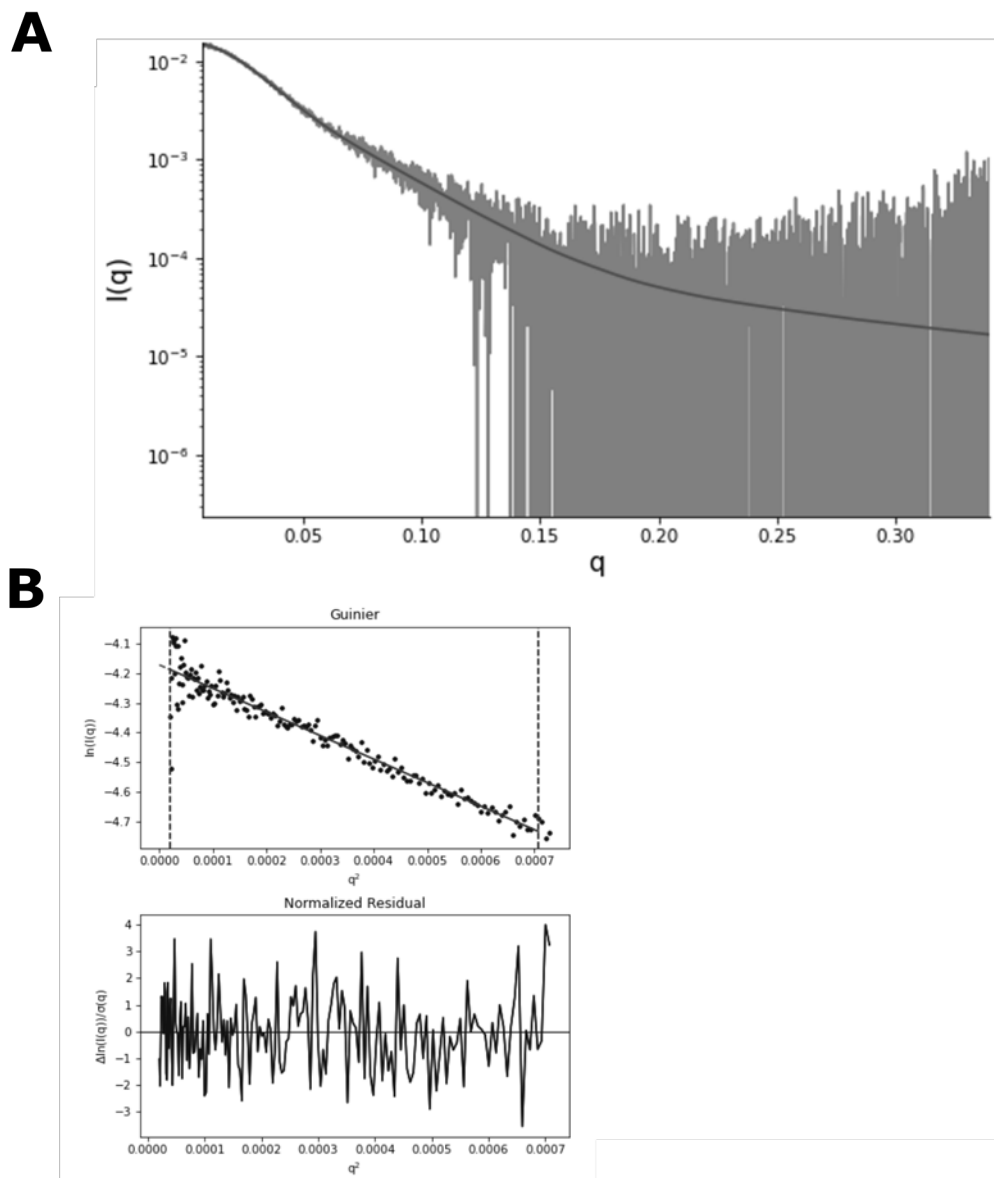 A
I(q)
10⁻²
10⁻³
10⁻⁴
10⁻⁵
10⁻⁶
0.05 0.10 0.15 0.20 0.25 0.30
q
B
Guinier
ln(I(q))
−4.1
−4.2
−4.3
−4.4
−4.5
−4.6
−4.7
0.0000 0.0001 0.0002 0.0003 0.0004 0.0005 0.0006 0.0007
q²
Normalized Residual
Δln(I(q))/σ(q)
4
3
2
1
0
−1
−2
−3
0.0000 0.0001 0.0002 0.0003 0.0004 0.0005 0.0006 0.0007
q²